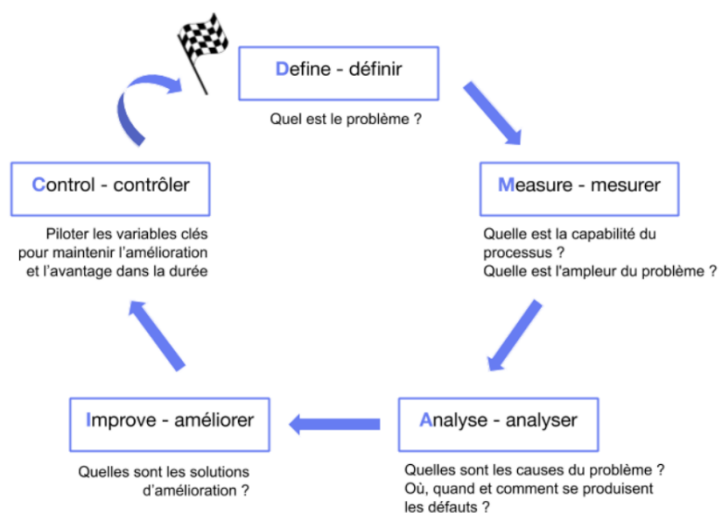 Define - définir
Quel est le problème ?
Measure - mesurer
Quelle est la capabilité du
processus ?
Quelle est l'ampleur du problème ?
Analyse - analyser
Quelles sont les causes du problème ?
Où, quand et comment se produisent
les défauts ?
Improve - améliorer
Quelles sont les solutions
d'amélioration ?
Control - contrôler
Piloter les variables clés
pour maintenir l'amélioration
et l'avantage dans la durée